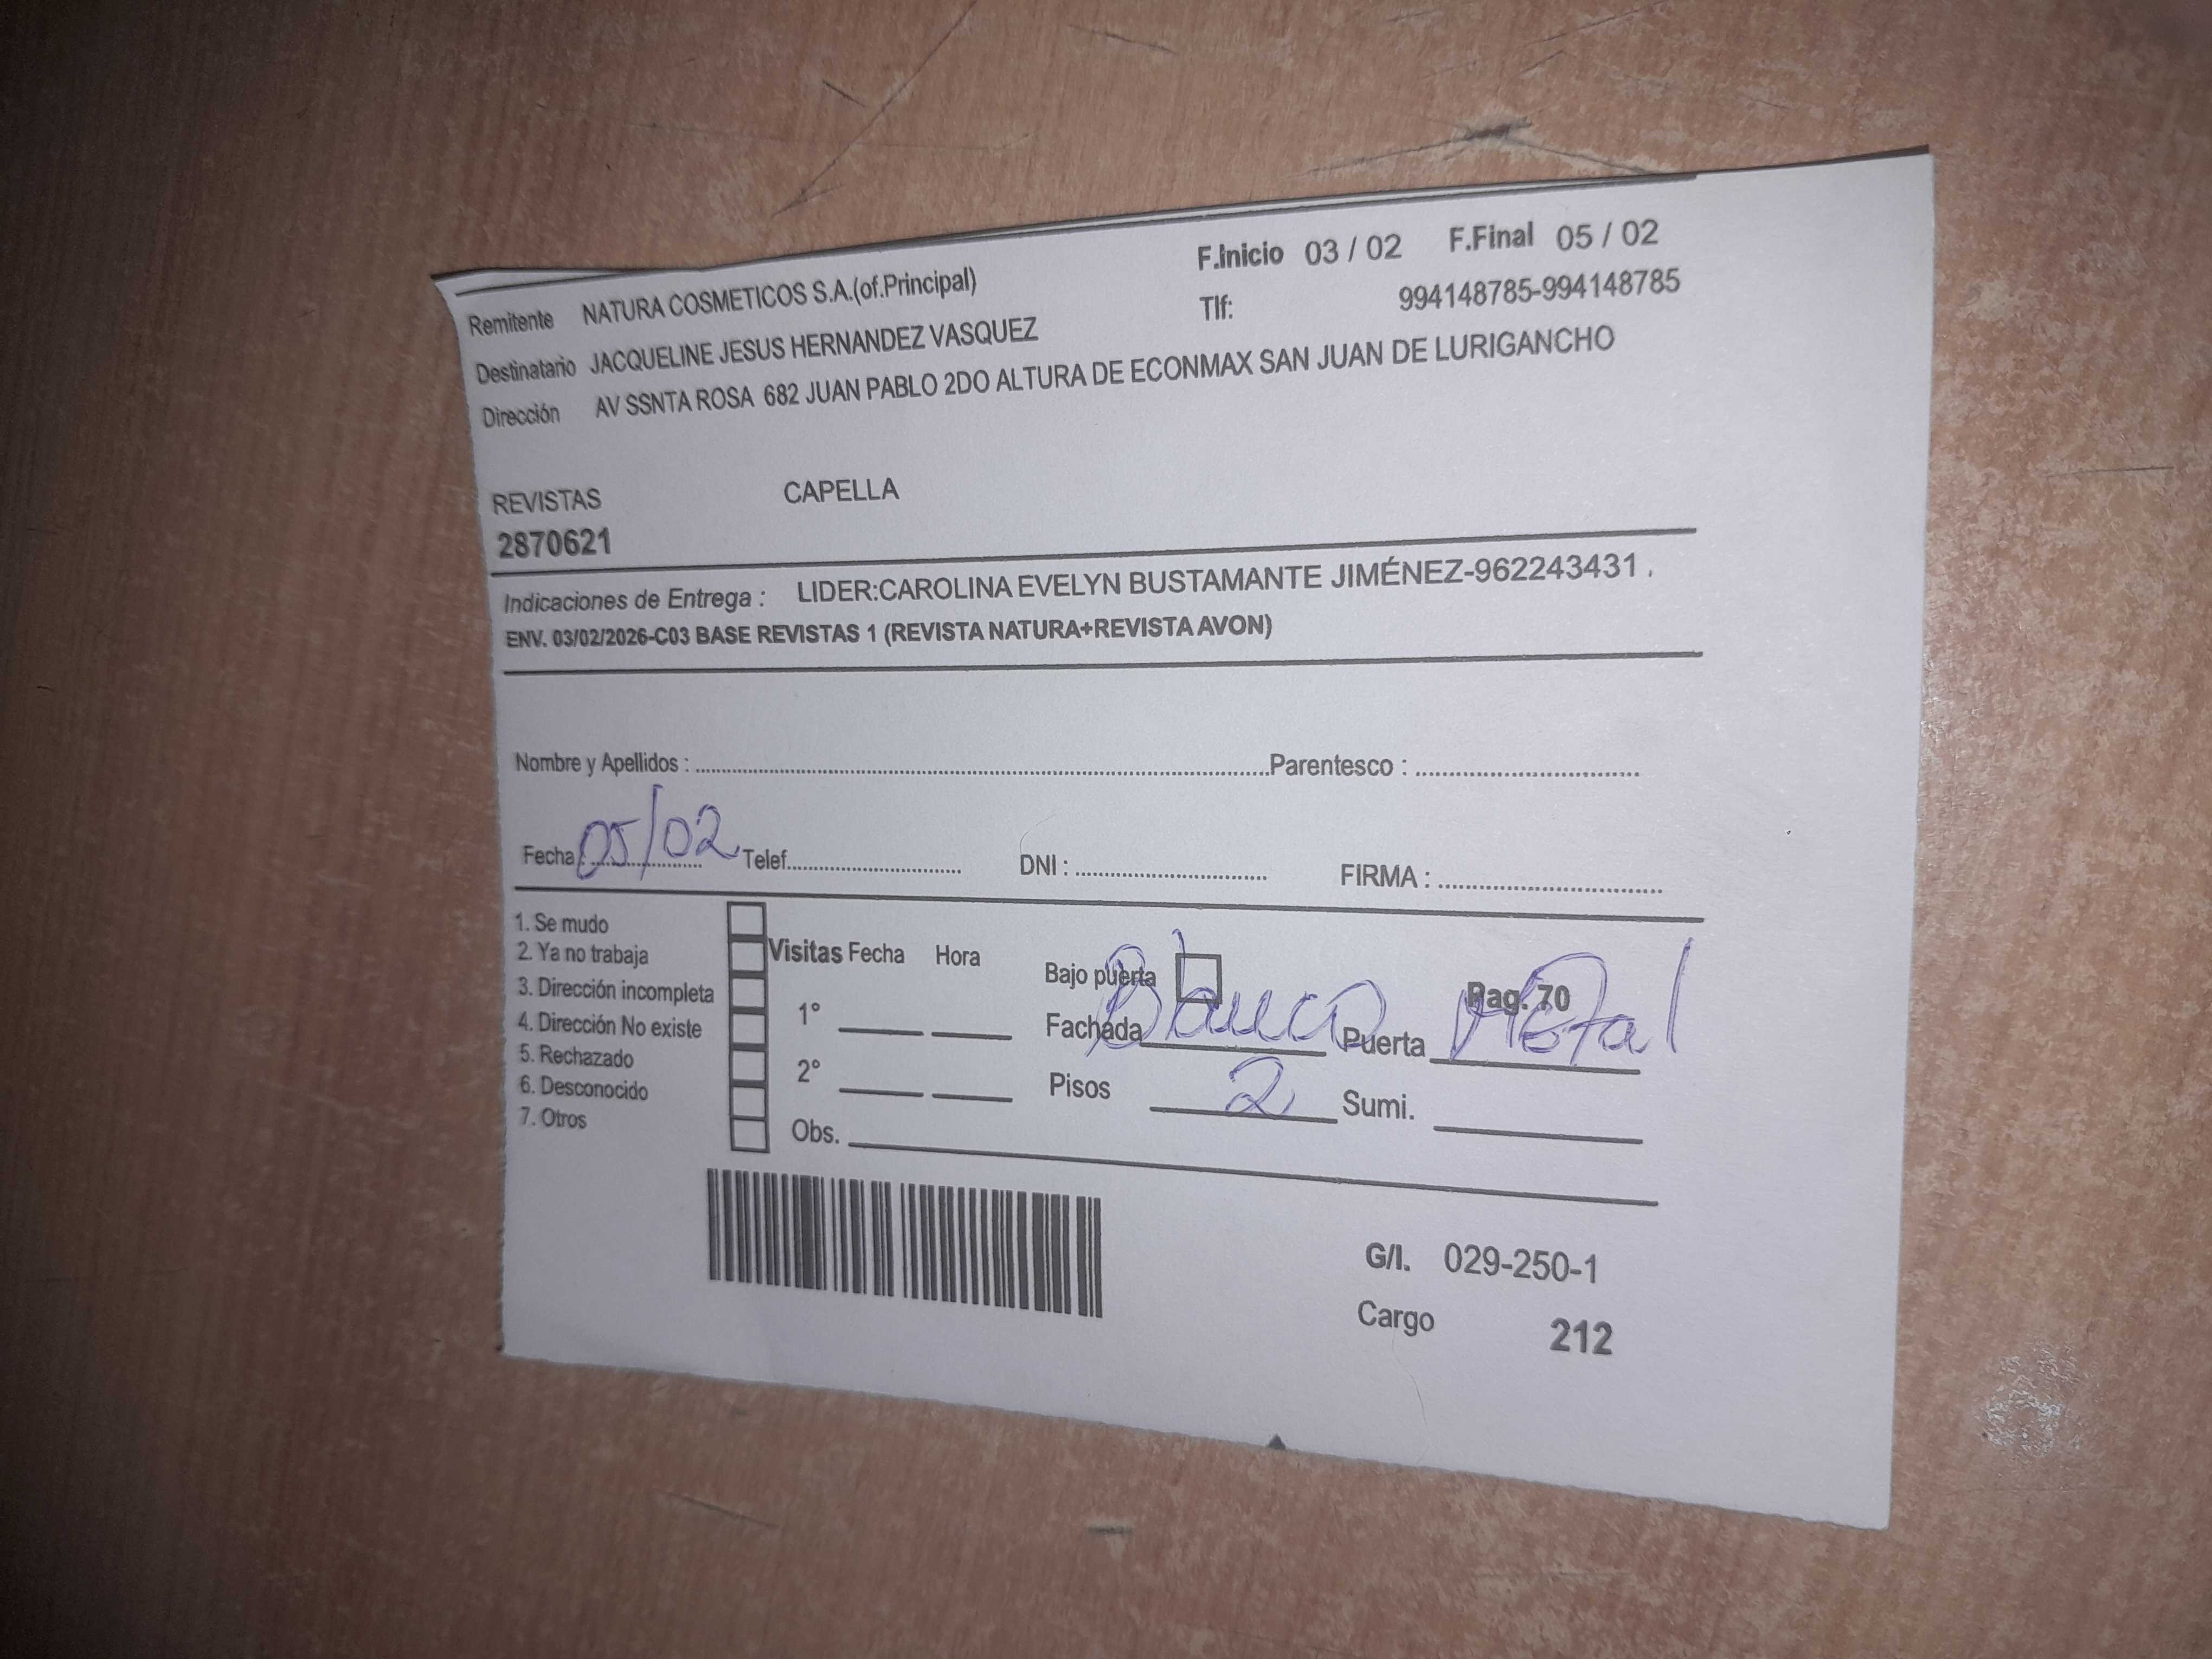 F.Inicio 03 / 02 F.Final 05 / 02
Remitente NATURA COSMETICOS S.A.(of.Principal)
Tlf: 994148785-994148785
Destinatario JACQUELINE JESUS HERNANDEZ VASQUEZ
Dirección AV SSNTA ROSA 682 JUAN PABLO 2DO ALTURA DE ECONMAX SAN JUAN DE LURIGANCHO
REVISTAS CAPELLA
2870621
Indicaciones de Entrega : LIDER:CAROLINA EVELYN BUSTAMANTE JIMÉNEZ-962243431 .
ENV. 03/02/2026-C03 BASE REVISTAS 1 (REVISTA NATURA+REVISTA AVON)
Nombre y Apellidos : Parentesco :
Fecha : 05/02 Telef. DNI : FIRMA :
1. Se mudo
2. Ya no trabaja
3. Dirección incompleta
4. Dirección No existe
5. Rechazado
6. Desconocido
7. Otros
Visitas Fecha Hora
1°
2°
Obs.
Bajo puerta Pag. 70
Fachada Blanco Puerta Metal
Pisos 2 Sumi.
G/I. 029-250-1
Cargo 212